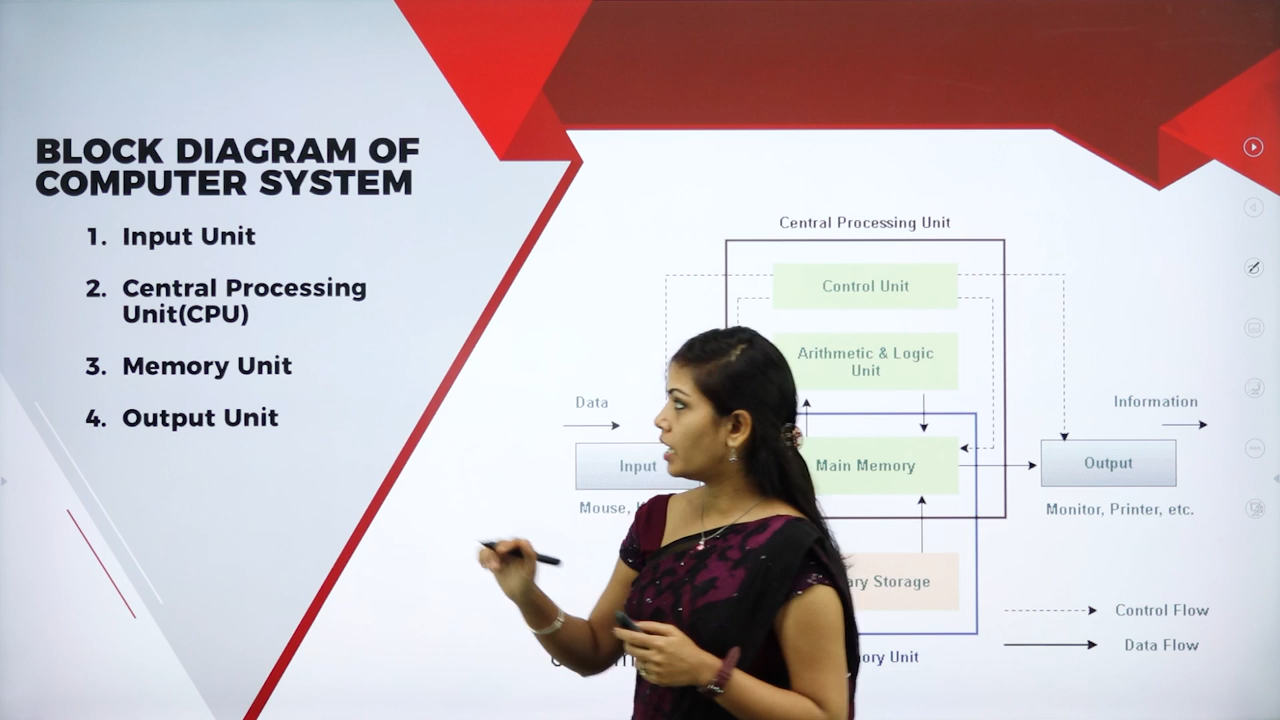 BLOCK DIAGRAM OF
COMPUTER SYSTEM
1. Input Unit
2. Central Processing
Unit(CPU)
3. Memory Unit
4. Output Unit
Central Processing Unit
Control Unit
Arithmetic & Logic
Unit
Data
Information
Input
Main Memory
Output
Mouse,
Monitor, Printer, etc.
Storage
Control Flow
Data Flow
Unit